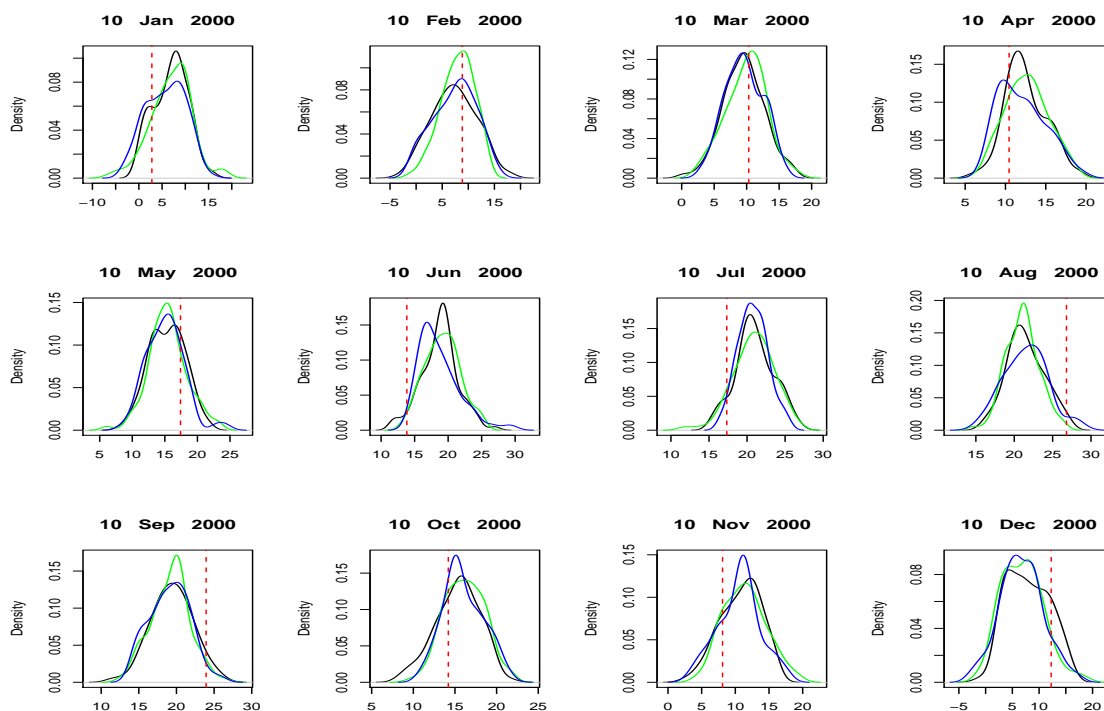 10 Jan 2000
10 Feb 2000
10 Mar 2000
10 Apr 2000
Density
0.00 0.04 0.08
−10 0 5 15
Density
0.00 0.04 0.08
−5 5 15
Density
0.00 0.04 0.08 0.12
0 5 10 15 20
Density
0.00 0.05 0.10 0.15
5 10 15 20
10 May 2000
10 Jun 2000
10 Jul 2000
10 Aug 2000
Density
0.00 0.05 0.10 0.15
5 10 15 20 25
Density
0.00 0.05 0.10 0.15
10 15 20 25 30
Density
0.00 0.05 0.10 0.15
10 15 20 25 30
Density
0.00 0.05 0.10 0.15 0.20
15 20 25 30
10 Sep 2000
10 Oct 2000
10 Nov 2000
10 Dec 2000
Density
0.00 0.05 0.10 0.15
10 15 20 25 30
Density
0.00 0.05 0.10 0.15
5 10 15 20 25
Density
0.00 0.05 0.10 0.15
0 5 10 15 20
Density
0.00 0.04 0.08
−5 0 5 10 20